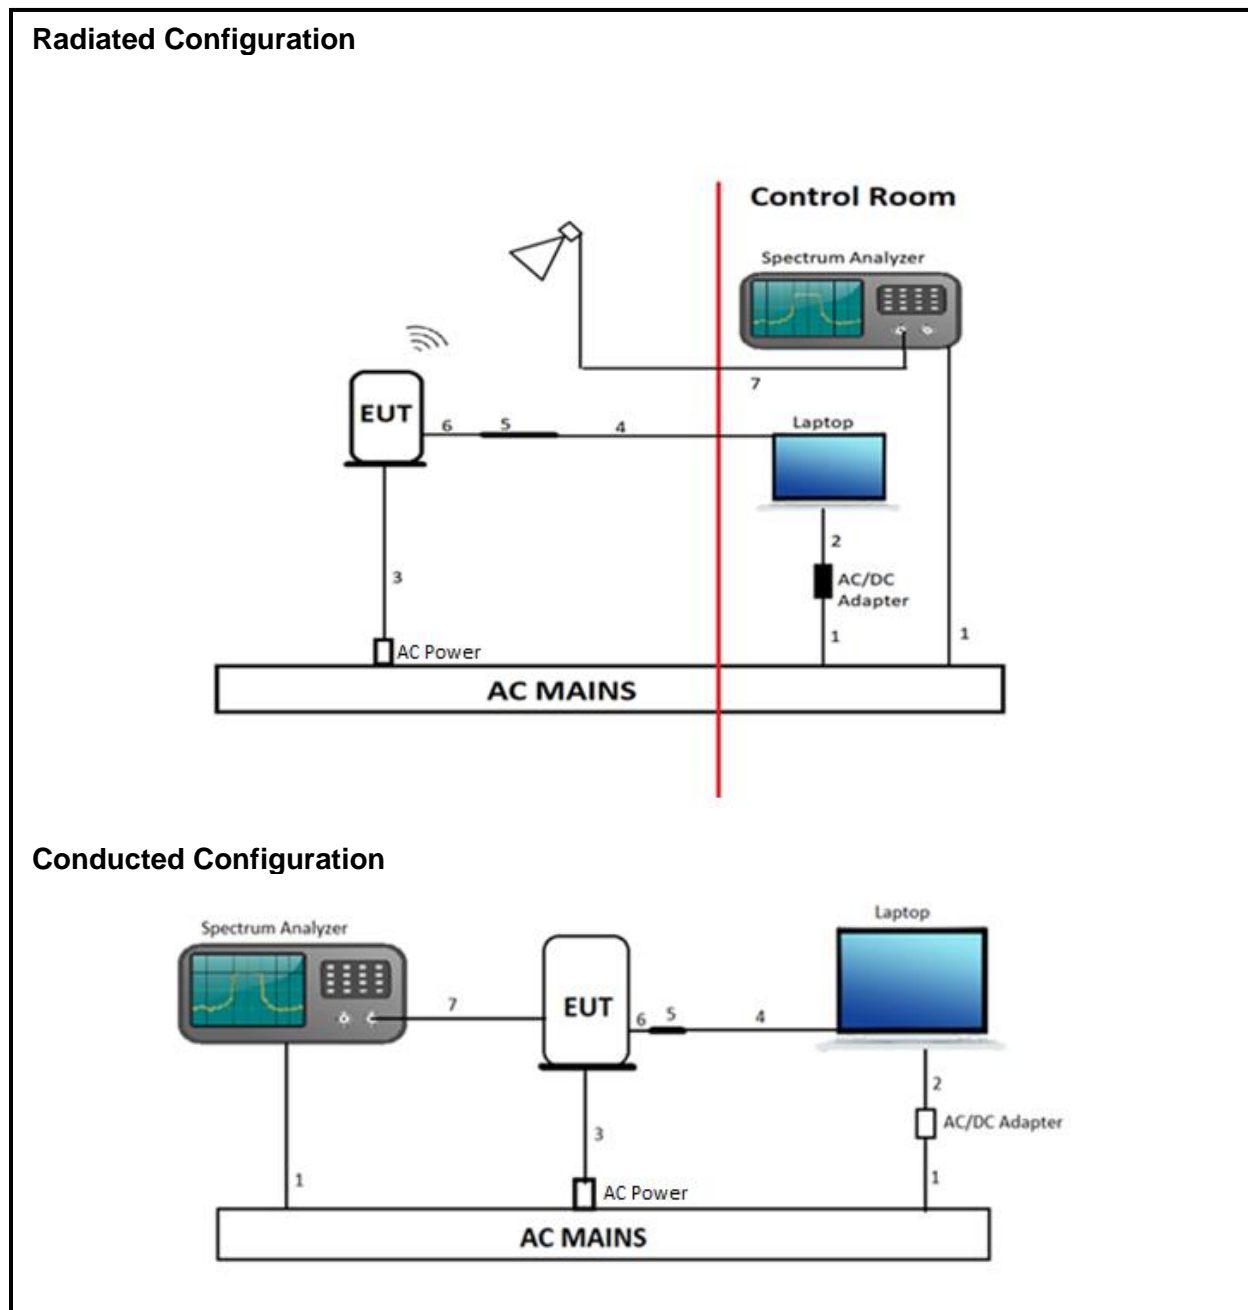 Radiated Configuration
Control Room
Spectrum Analyzer
7
EUT
6
5
4
Laptop
2
3
AC/DC
Adapter
1
1
AC Power
AC MAINS
Conducted Configuration
Laptop
Spectrum Analyzer
7
EUT
6
5
4
2
3
AC/DC Adapter
1
1
AC Power
AC MAINS